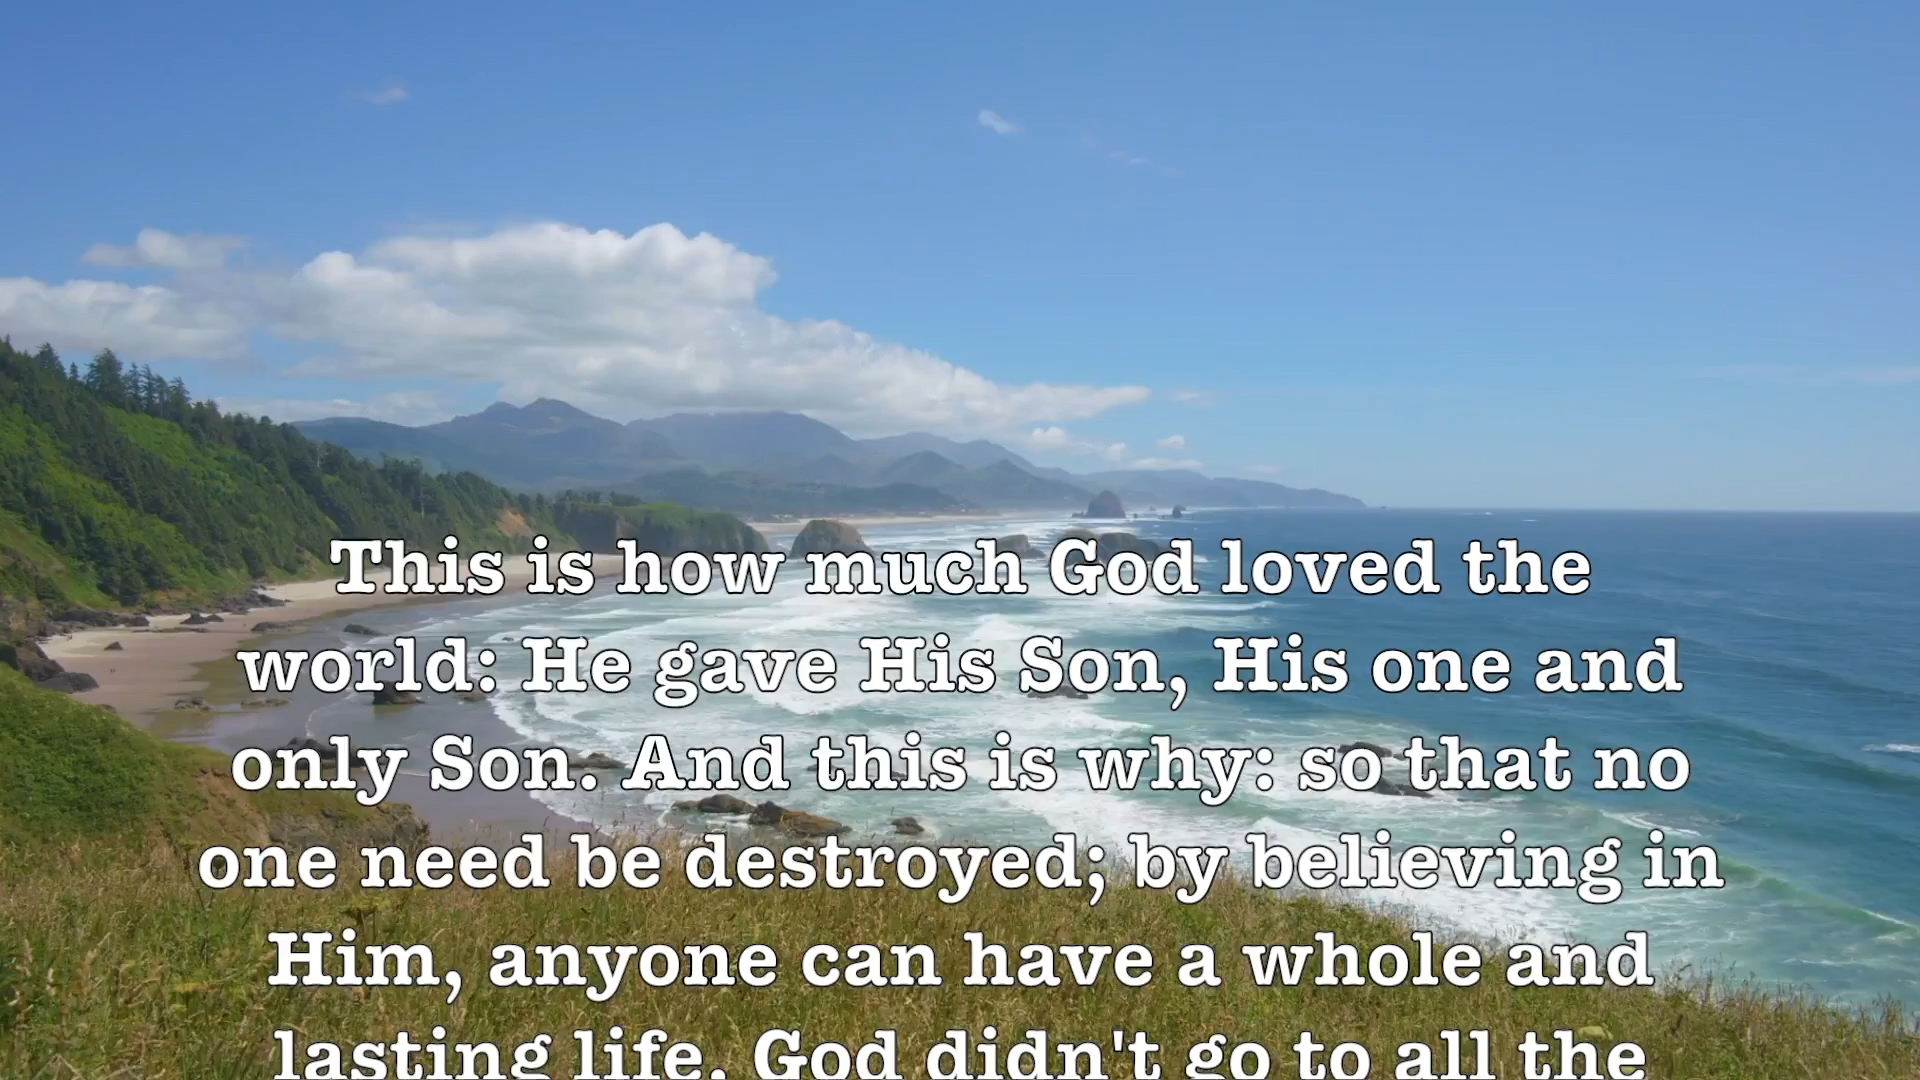 This is how much God loved the
world: He gave His Son, His one and
only Son. And this is why: so that no
one need be destroyed; by believing in
Him, anyone can have a whole and
lasting life. God didn't go to all the